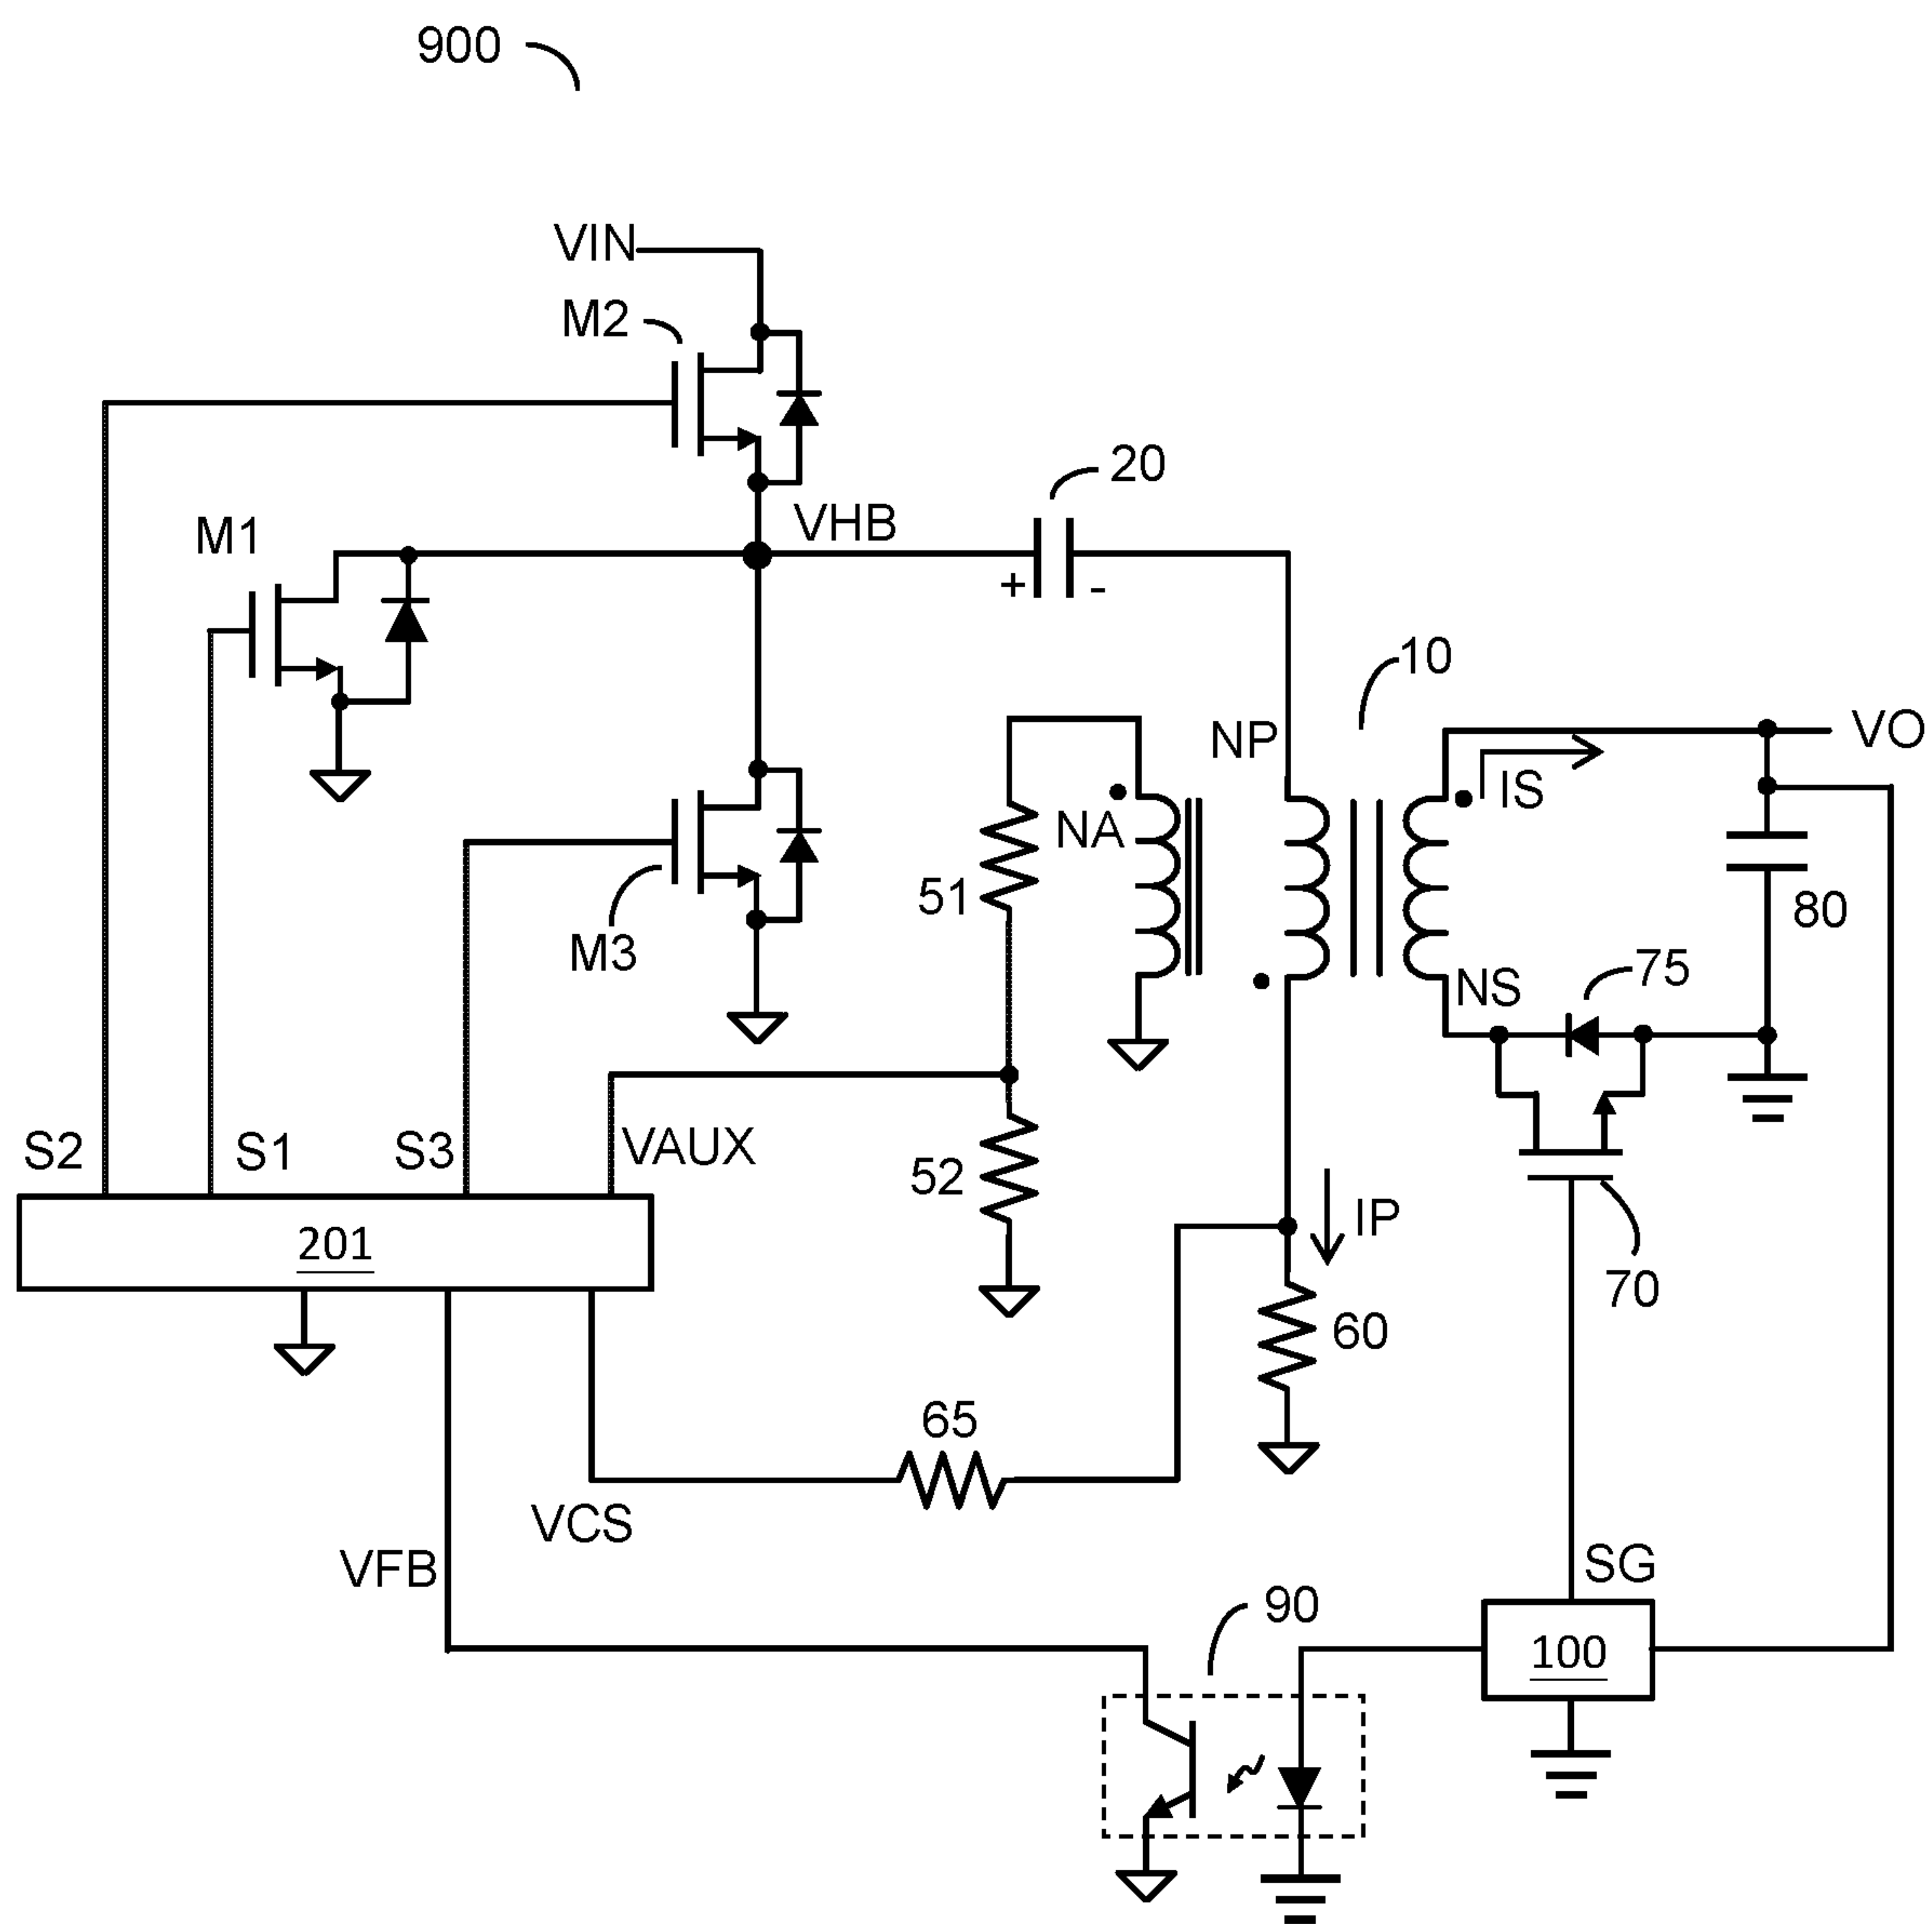 900
VIN
M2
20
VHB
M1
+ -
10
NP
VO
IS
NA
51
80
M3
75
NS
S2 S1 S3 VAUX
52
IP
201
70
60
65
VCS
VFB
SG
90
100